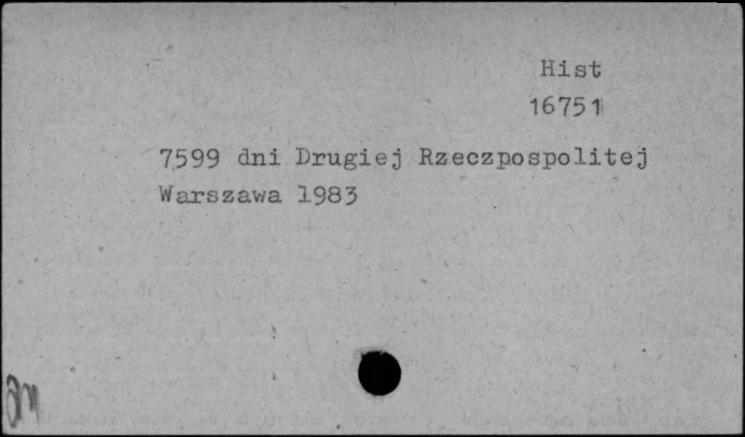 Hist
16751
7599 dni Drugiej Rzeczpospolitej
Warszawa 1983